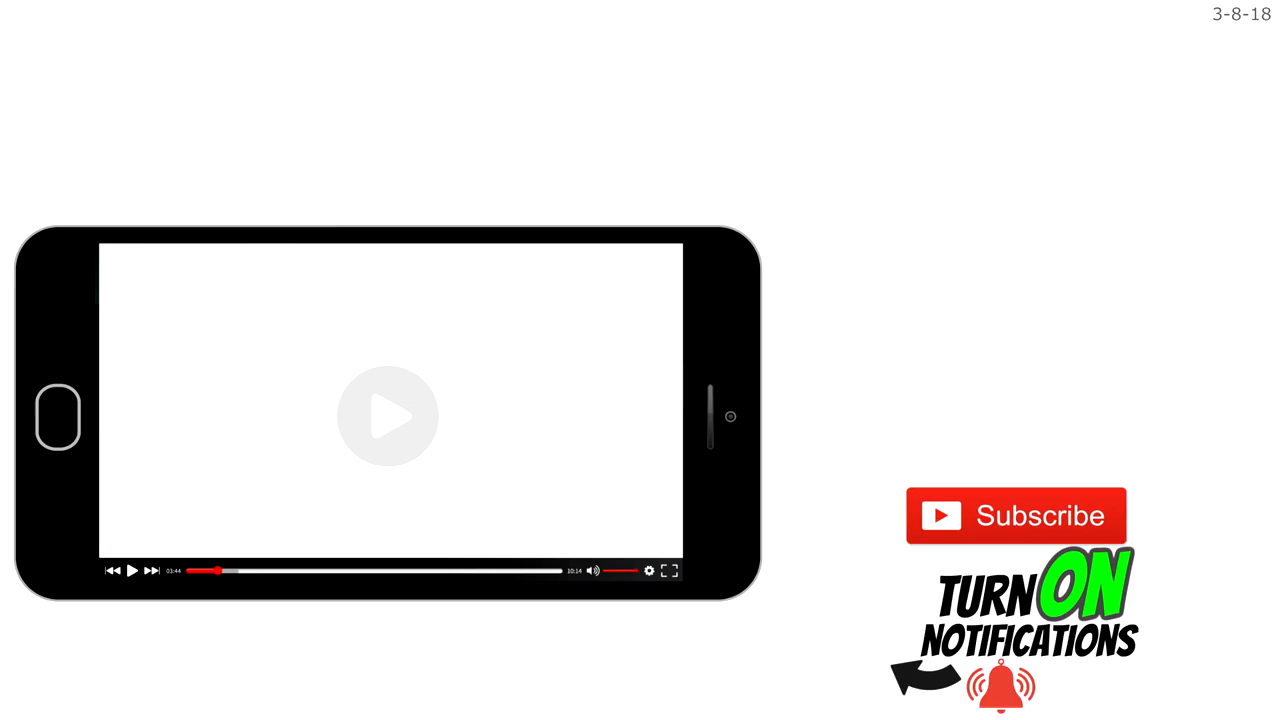 3-8-18
03:44 10:14
Subscribe
TURN ON
NOTIFICATIONS